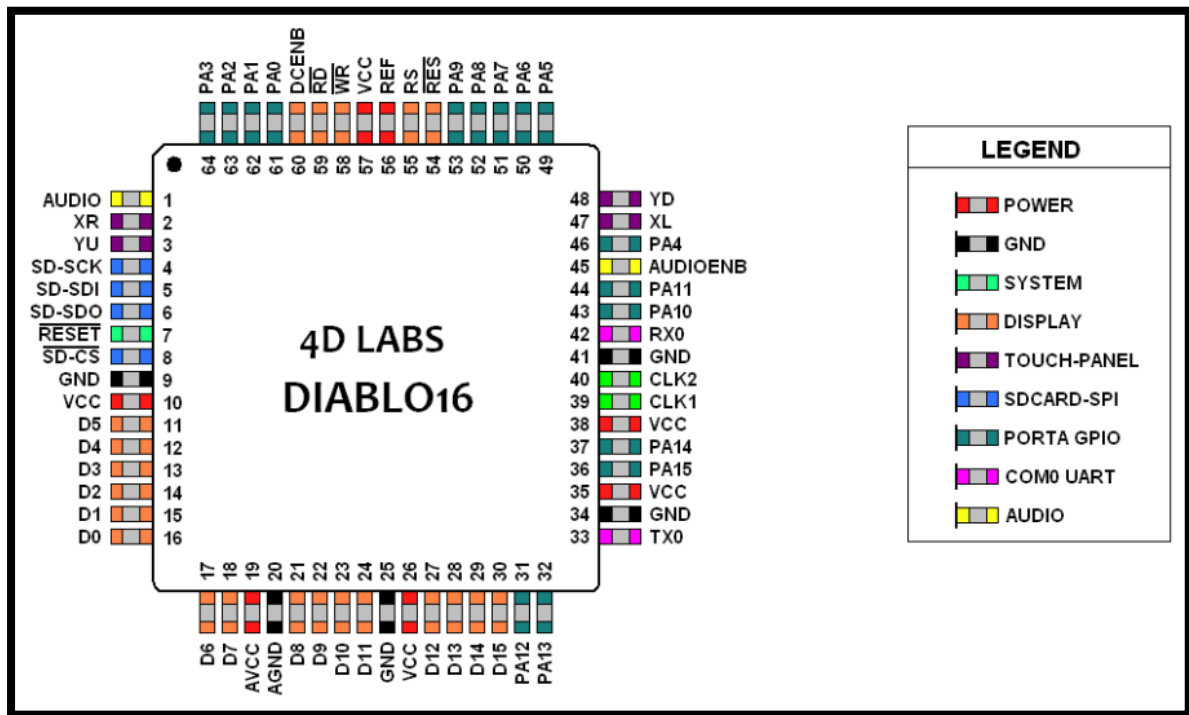 PA3 PA2 PA1 PA0 DCENB RD WR VCC REF RS RES PA9 PA8 PA7 PA6 PA5
64 63 62 61 60 59 58 57 56 55 54 53 52 51 50 49
AUDIO 1
XR 2
YU 3
SD-SCK 4
SD-SDI 5
SD-SDO 6
RESET 7
SD-CS 8
GND 9
VCC 10
D5 11
D4 12
D3 13
D2 14
D1 15
D0 16
4D LABS
DIABLO16
48 YD
47 XL
46 PA4
45 AUDIOENB
44 PA11
43 PA10
42 RX0
41 GND
40 CLK2
39 CLK1
38 VCC
37 PA14
36 PA15
35 VCC
34 GND
33 TX0
17 18 19 20 21 22 23 24 25 26 27 28 29 30 31 32
D6 D7 AVCC AGND D8 D9 D10 D11 GND VCC D12 D13 D14 D15 PA12 PA13
LEGEND
POWER
GND
SYSTEM
DISPLAY
TOUCH-PANEL
SDCARD-SPI
PORTA GPIO
COM0 UART
AUDIO